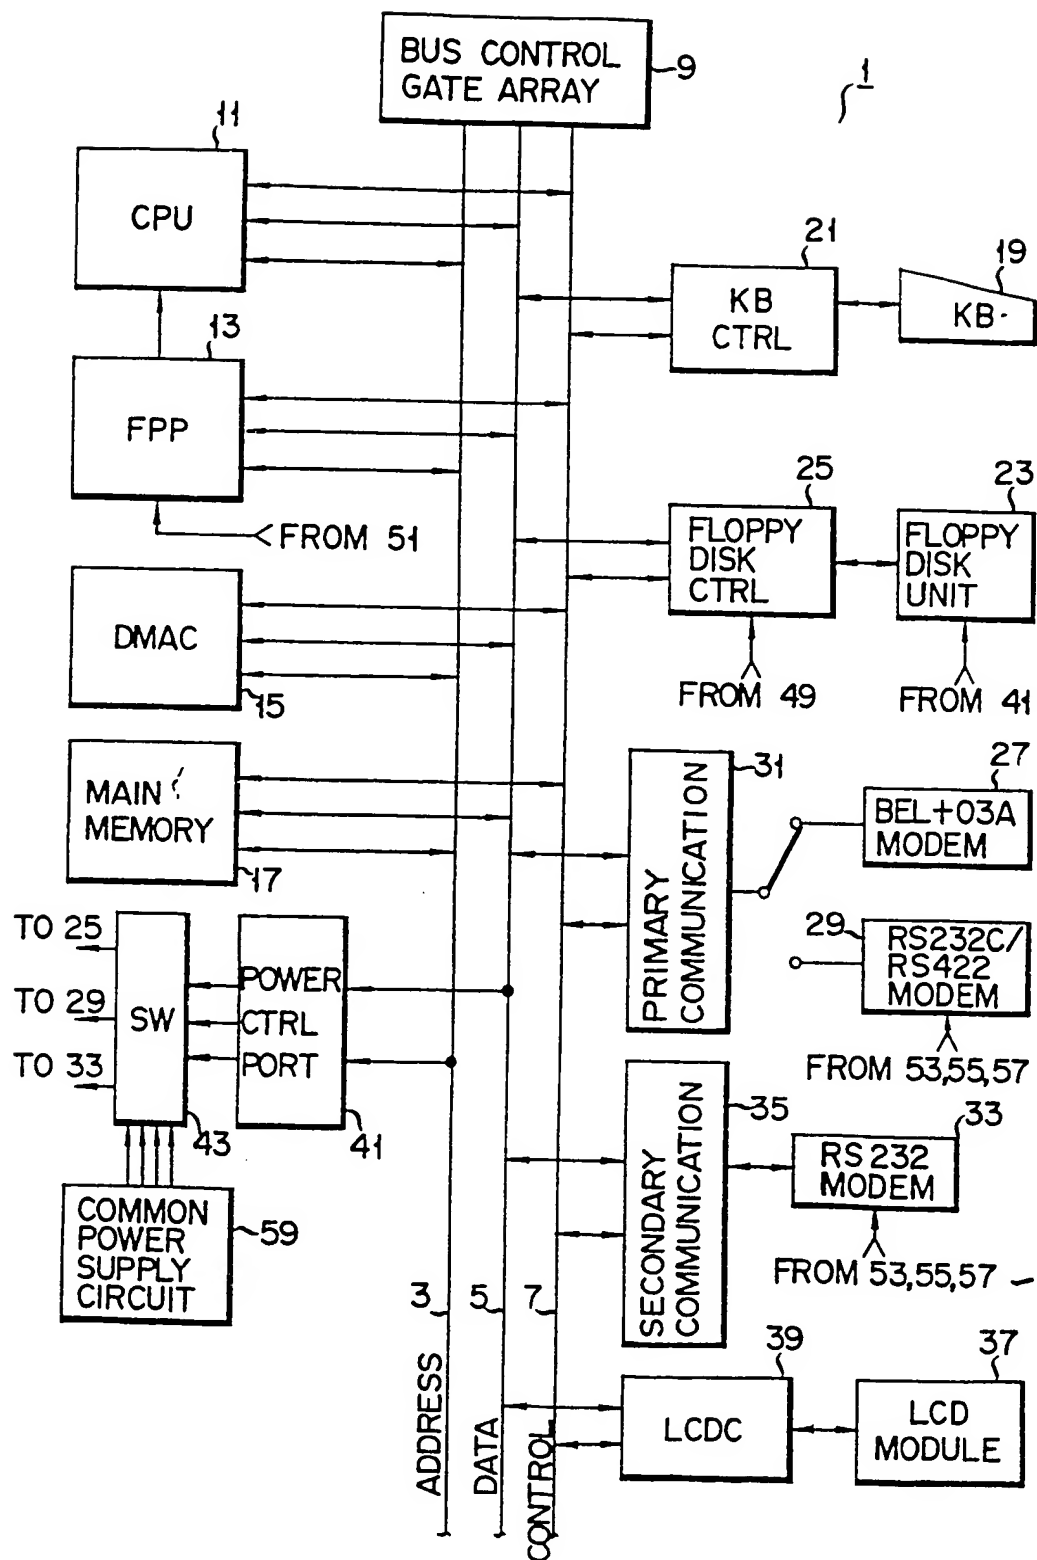 BUS CONTROL
GATE ARRAY
9
1
11
CPU
21
KB
CTRL
19
KB
13
FPP
FROM 51
25
FLOPPY
DISK
CTRL
23
FLOPPY
DISK
UNIT
FROM 49
FROM 41
DMAC
15
MAIN
MEMORY
17
31
PRIMARY
COMMUNICATION
27
BEL+03A
MODEM
29
RS232C/
RS422
MODEM
FROM 53,55,57
TO 25
TO 29
TO 33
SW
43
POWER
CTRL
PORT
41
COMMON
POWER
SUPPLY
CIRCUIT
59
35
SECONDARY
COMMUNICATION
33
RS232
MODEM
FROM 53,55,57
3
5
7
ADDRESS
DATA
CONTROL
39
LCDC
37
LCD
MODULE